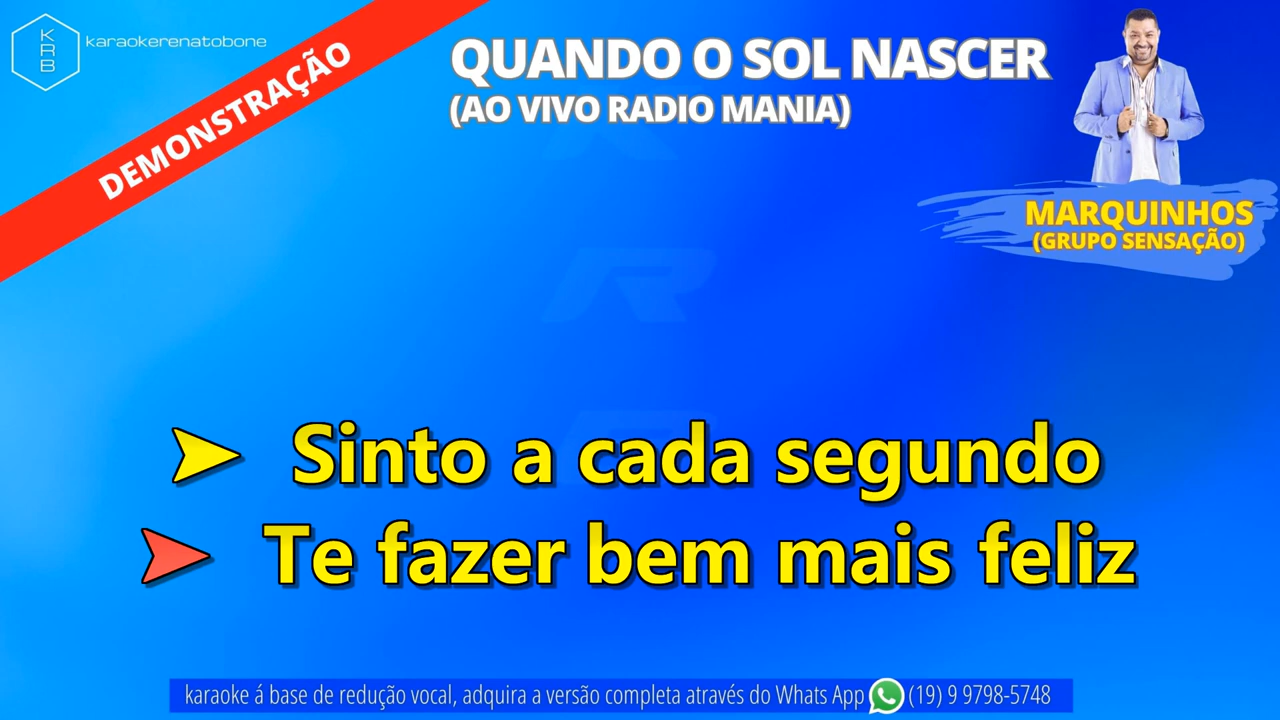 KRB
karaokerenatobone
DEMONSTRAÇÃO
QUANDO O SOL NASCER
(AO VIVO RADIO MANIA)
MARQUINHOS
(GRUPO SENSAÇÃO)
Sinto a cada segundo
Te fazer bem mais feliz
karaoke á base de redução vocal, adquira a versão completa através do Whats App (19) 9 9798-5748